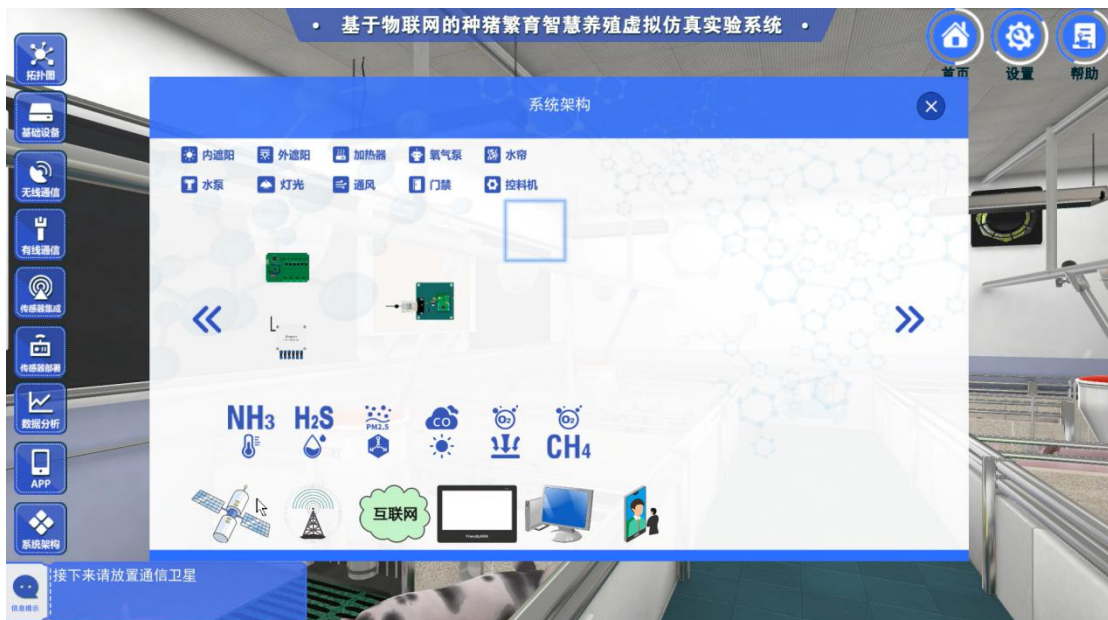 • 基于物联网的种猪繁育智慧养殖虚拟仿真实验系统 •
首页 设置 帮助
拓扑图
基础设备
无线通信
有线通信
传感器集成
传感器部署
数据分析
APP
系统架构
系统架构
内遮阳 外遮阳 加热器 氧气泵 水帘
水泵 灯光 通风 门禁 控料机
NH3 H2S PM2.5 CO O2 O2
CH4
互联网
FriendlyARM
信息提示
接下来请放置通信卫星